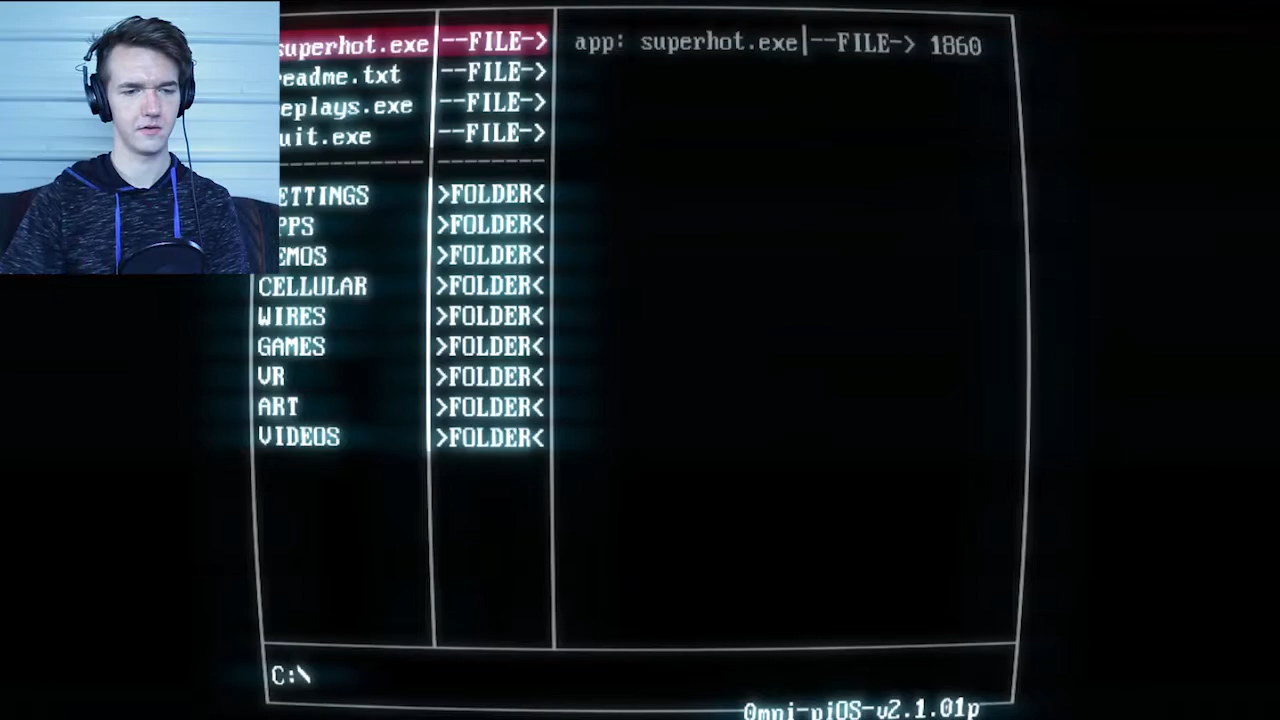 superhot.exe --FILE-> app: superhot.exe|--FILE-> 1860
eadme.txt --FILE->
eplays.exe --FILE->
uit.exe --FILE->
ETTINGS >FOLDER<
PPS >FOLDER<
EMOS >FOLDER<
CELLULAR >FOLDER<
WIRES >FOLDER<
GAMES >FOLDER<
VR >FOLDER<
ART >FOLDER<
VIDEOS >FOLDER<
C:\
0mni-piOS-v2.1.01p